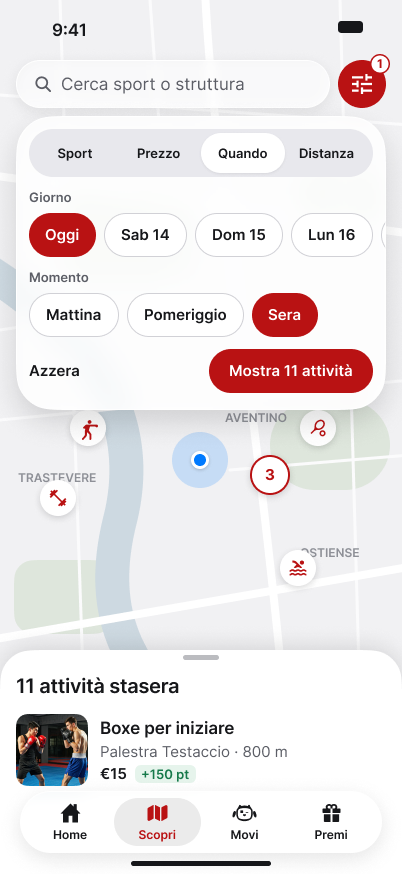 9:41
Cerca sport o struttura
1
Sport Prezzo Quando Distanza
Giorno
Oggi Sab 14 Dom 15 Lun 16
Momento
Mattina Pomeriggio Sera
Azzera Mostra 11 attività
AVENTINO
TRASTEVERE
3
OSTIENSE
11 attività stasera
Boxe per iniziare
Palestra Testaccio · 800 m
€15 +150 pt
Home Scopri Movi Premi